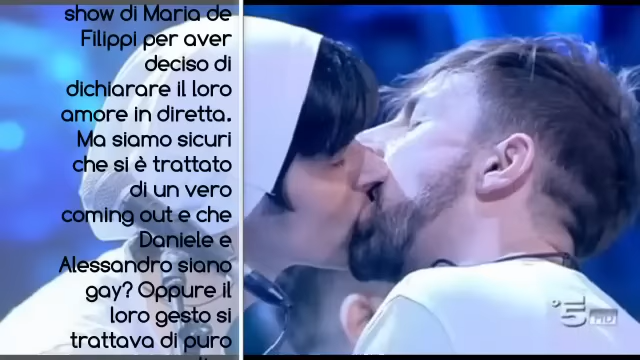 show di Maria de
Filippi per aver
deciso di
dichiarare il loro
amore in diretta.
Ma siamo sicuri
che si è trattato
di un vero
coming out e che
Daniele e
Alessandro siano
gay? Oppure il
loro gesto si
trattava di puro
5 HD